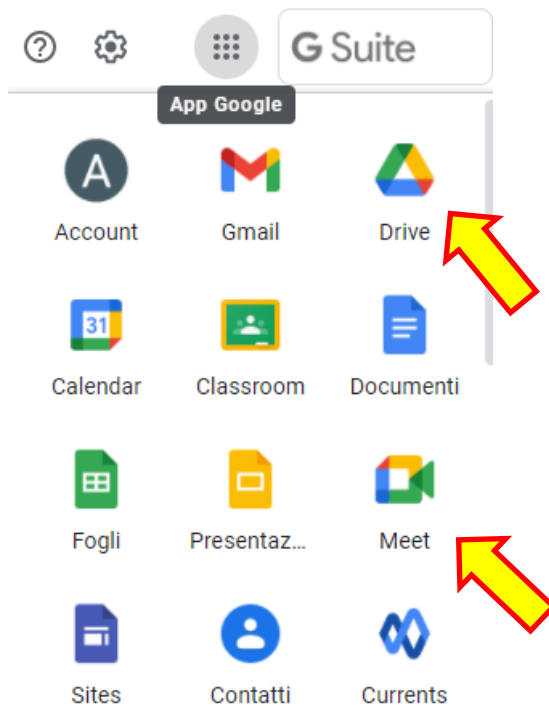 G Suite
App Google
A
Account Gmail Drive
31
Calendar Classroom Documenti
Fogli Presentaz... Meet
Sites Contatti Currents